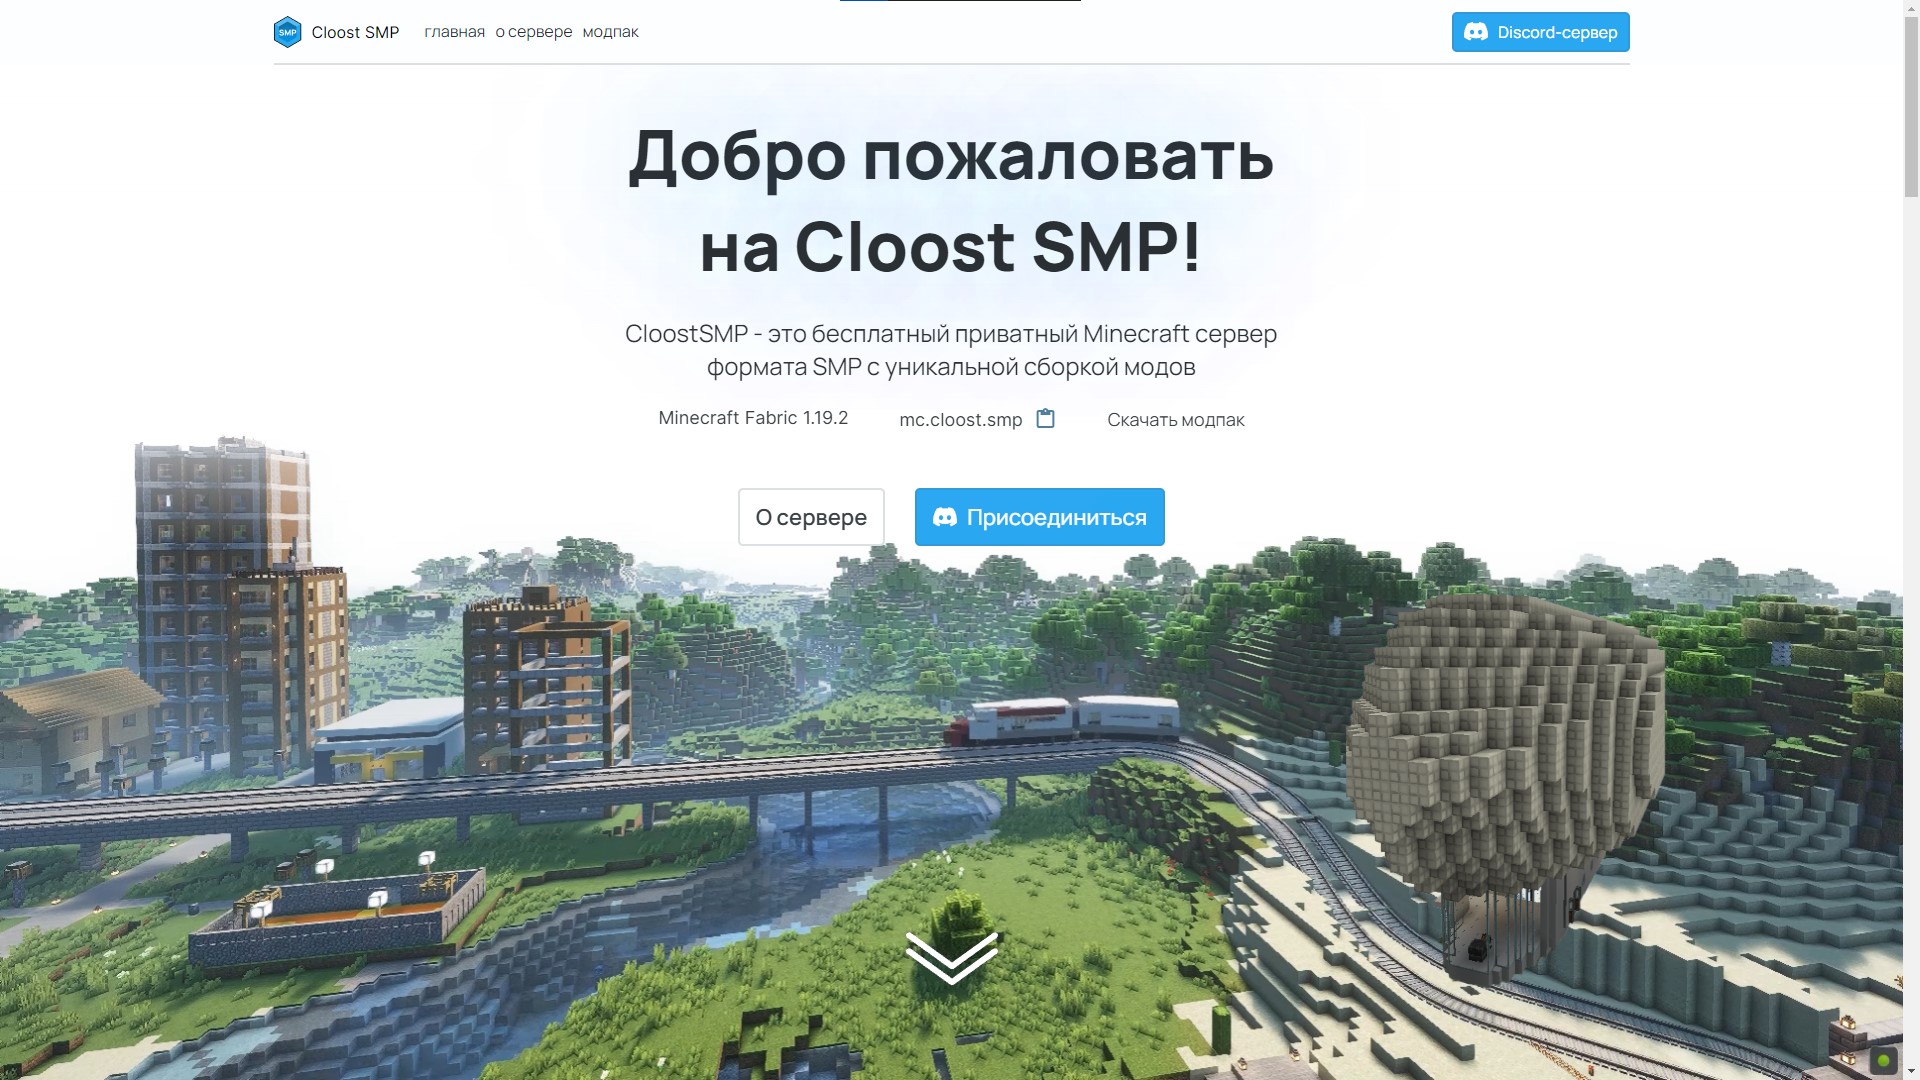 SMP
Cloost SMP
главная
о сервере
модпак
Discord-сервер
Добро пожаловать
на Cloost SMP!
CloostSMP - это бесплатный приватный Minecraft сервер
формата SMP с уникальной сборкой модов
Minecraft Fabric 1.19.2
mc.cloost.smp
Скачать модпак
О сервере
Присоединиться